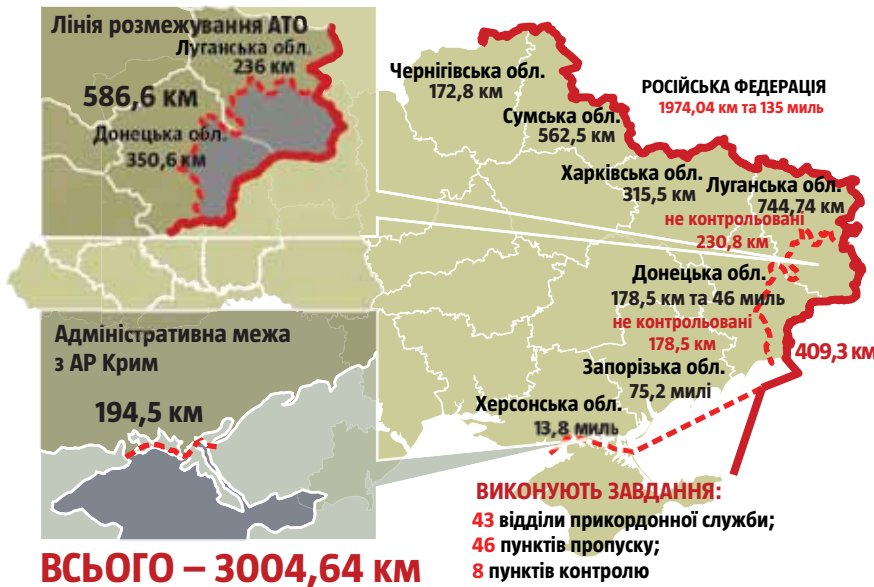 Лінія розмежування АТО
Луганська обл.
236 км
586,6 км
Донецька обл.
350,6 км
Чернігівська обл.
172,8 км
Сумська обл.
562,5 км
РОСІЙСЬКА ФЕДЕРАЦІЯ
1974,04 км та 135 миль
Харківська обл.
315,5 км
Луганська обл.
744,74 км
не контрольовані
230,8 км
Донецька обл.
178,5 км та 46 миль
не контрольовані
178,5 км
409,3 км
Запорізька обл.
75,2 милі
Херсонська обл.
13,8 миль
Адміністративна межа
з АР Крим
194,5 км
ВИКОНУЮТЬ ЗАВДАННЯ:
43 відділи прикордонної служби;
46 пунктів пропуску;
8 пунктів контролю
ВСЬОГО – 3004,64 км